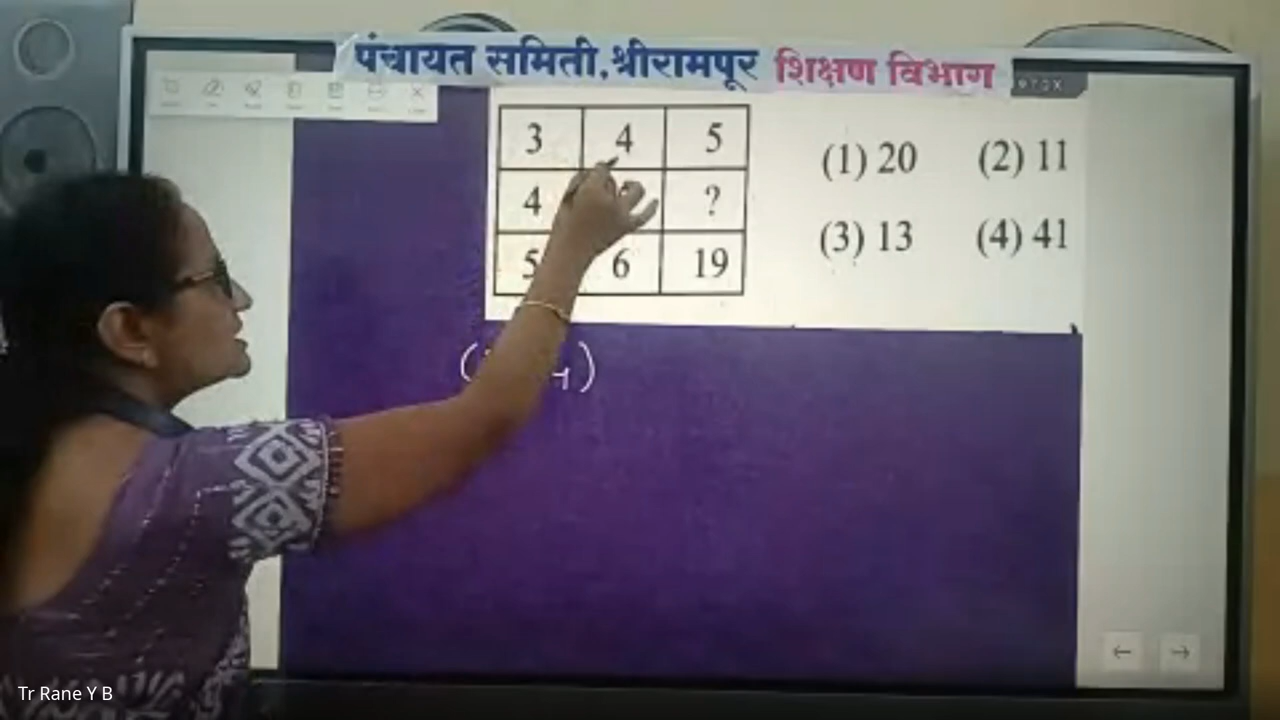 पंचायत समिती,श्रीरामपूर शिक्षण विभाग
3 4 5
4 ?
5 6 19
(1) 20 (2) 11
(3) 13 (4) 41
Tr Rane Y B